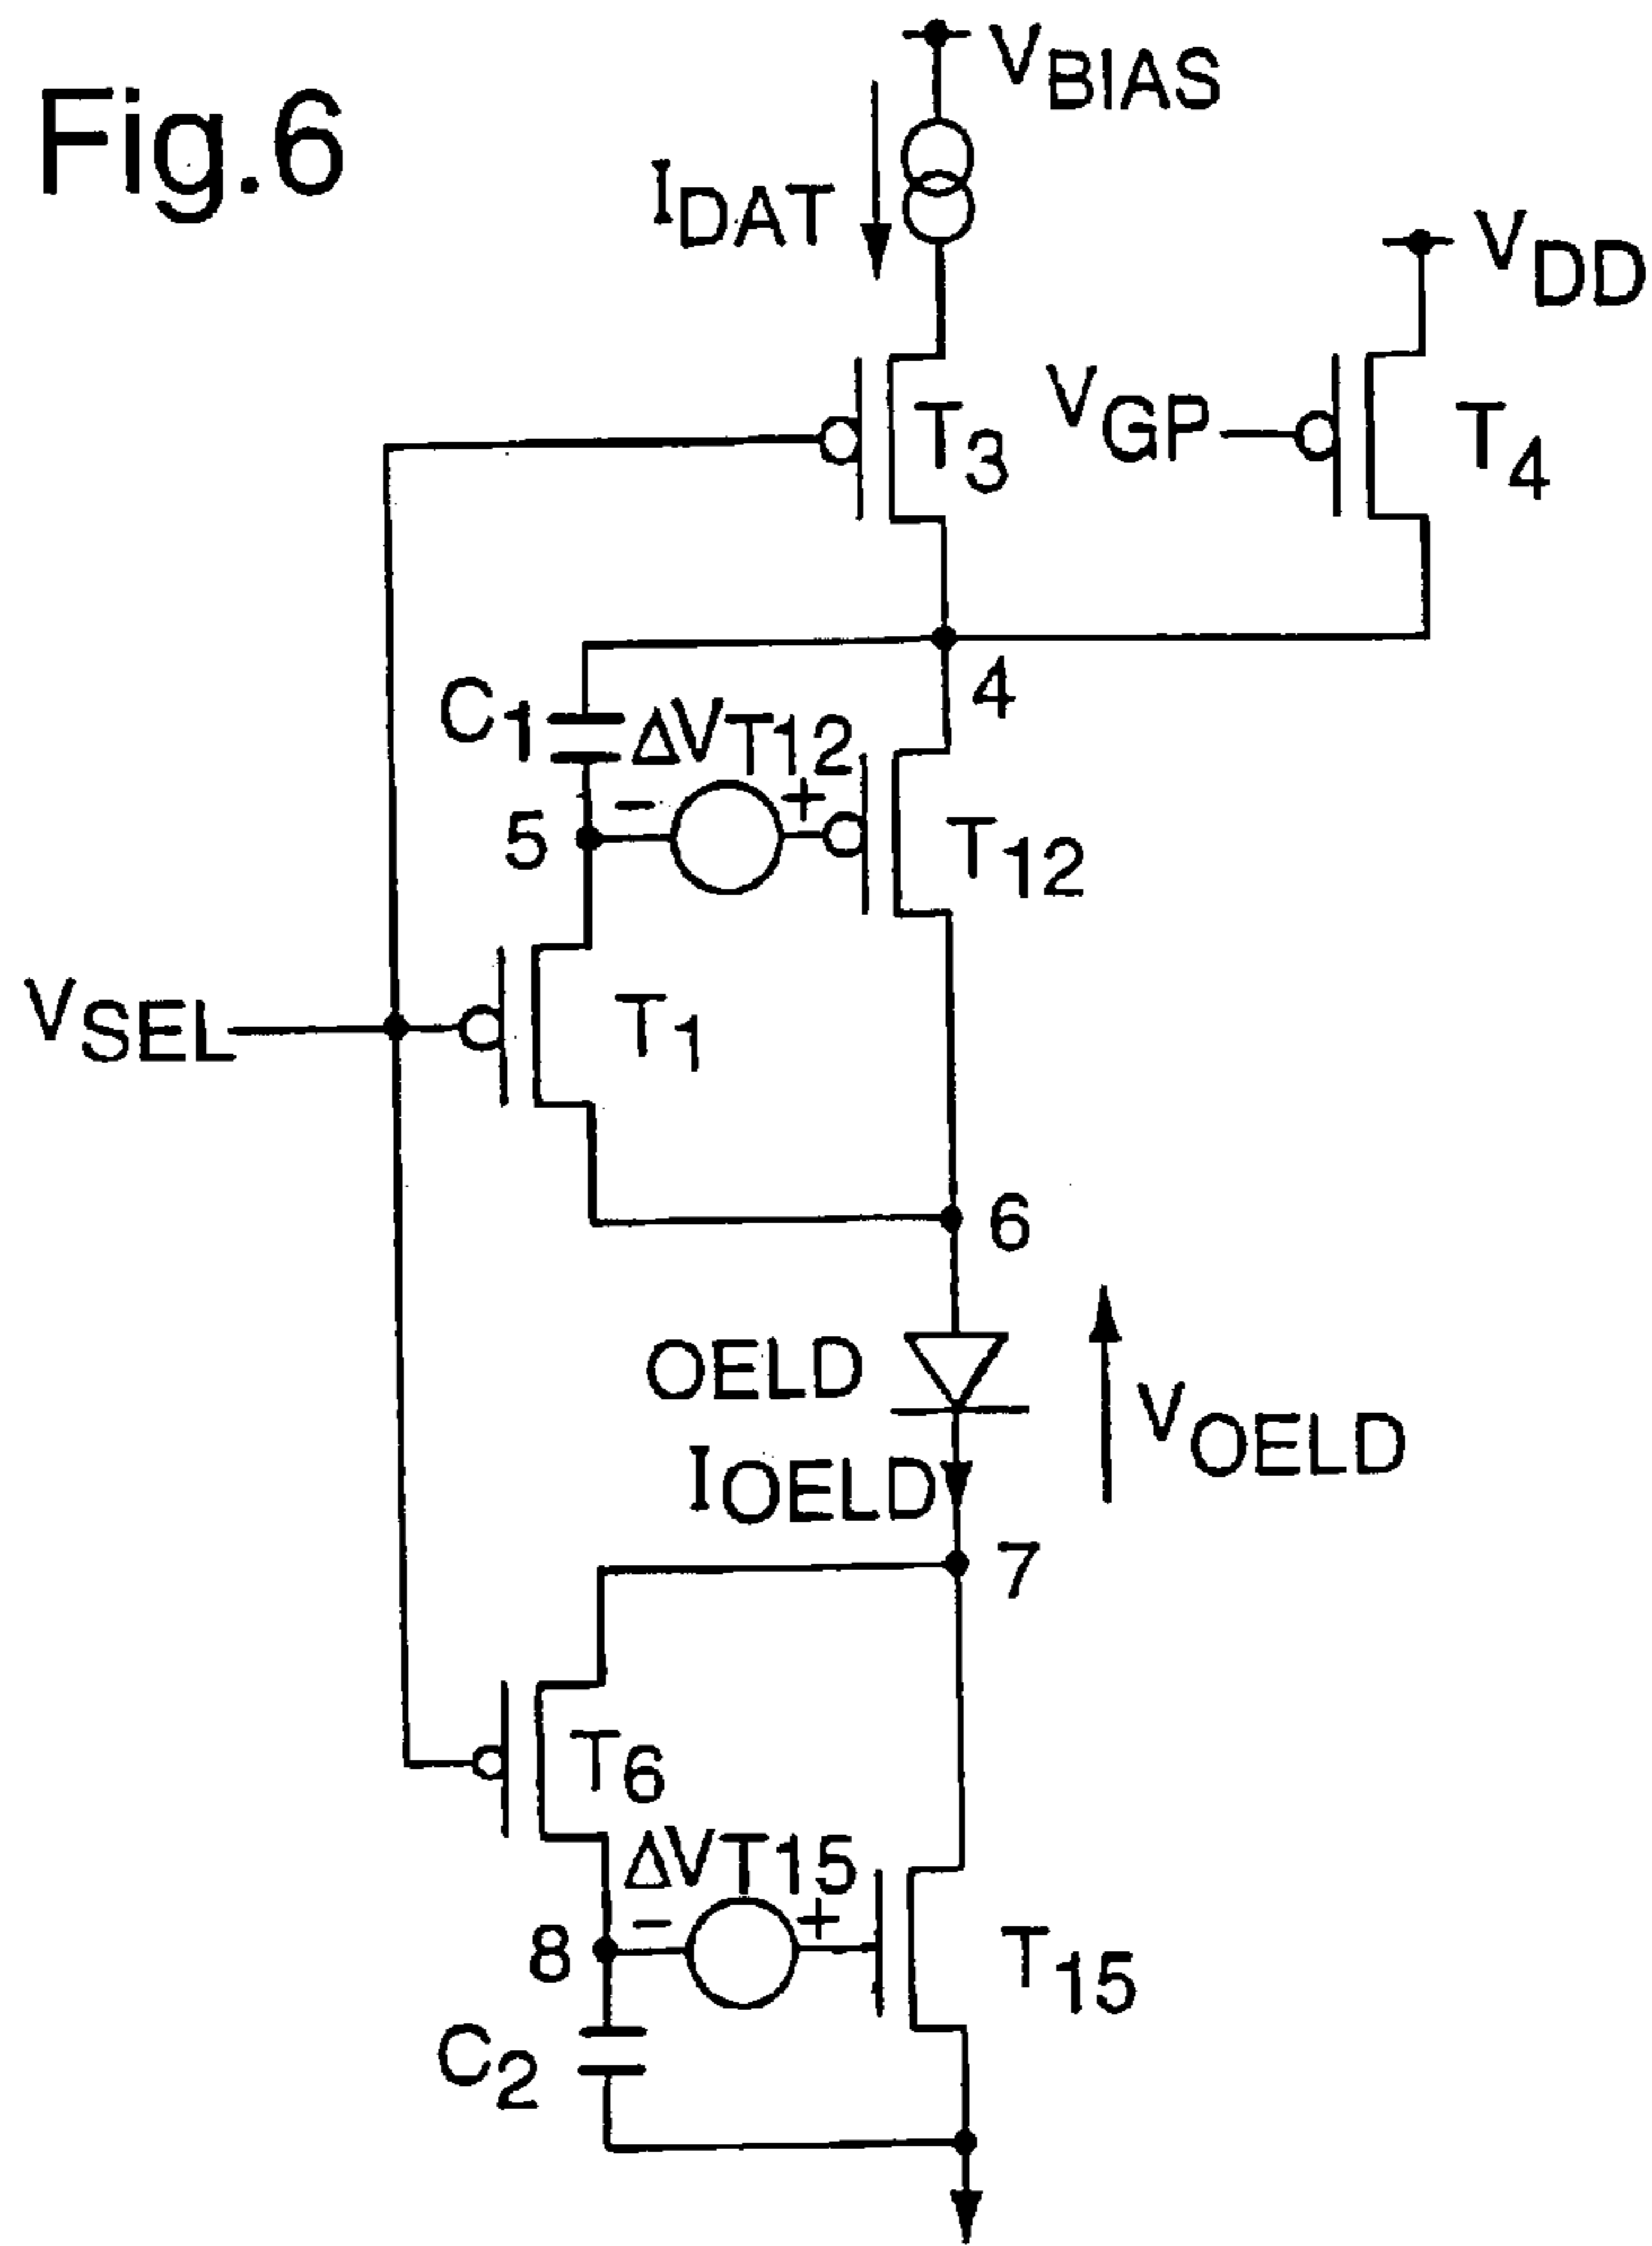 Fig.6
VBIAS
IDAT
VDD
T3
VGP
T4
4
C1
ΔVT12
- +
5
T12
VSEL
T1
6
OELD
VOELD
IOELD
7
T6
ΔVT15
- +
8
T15
C2